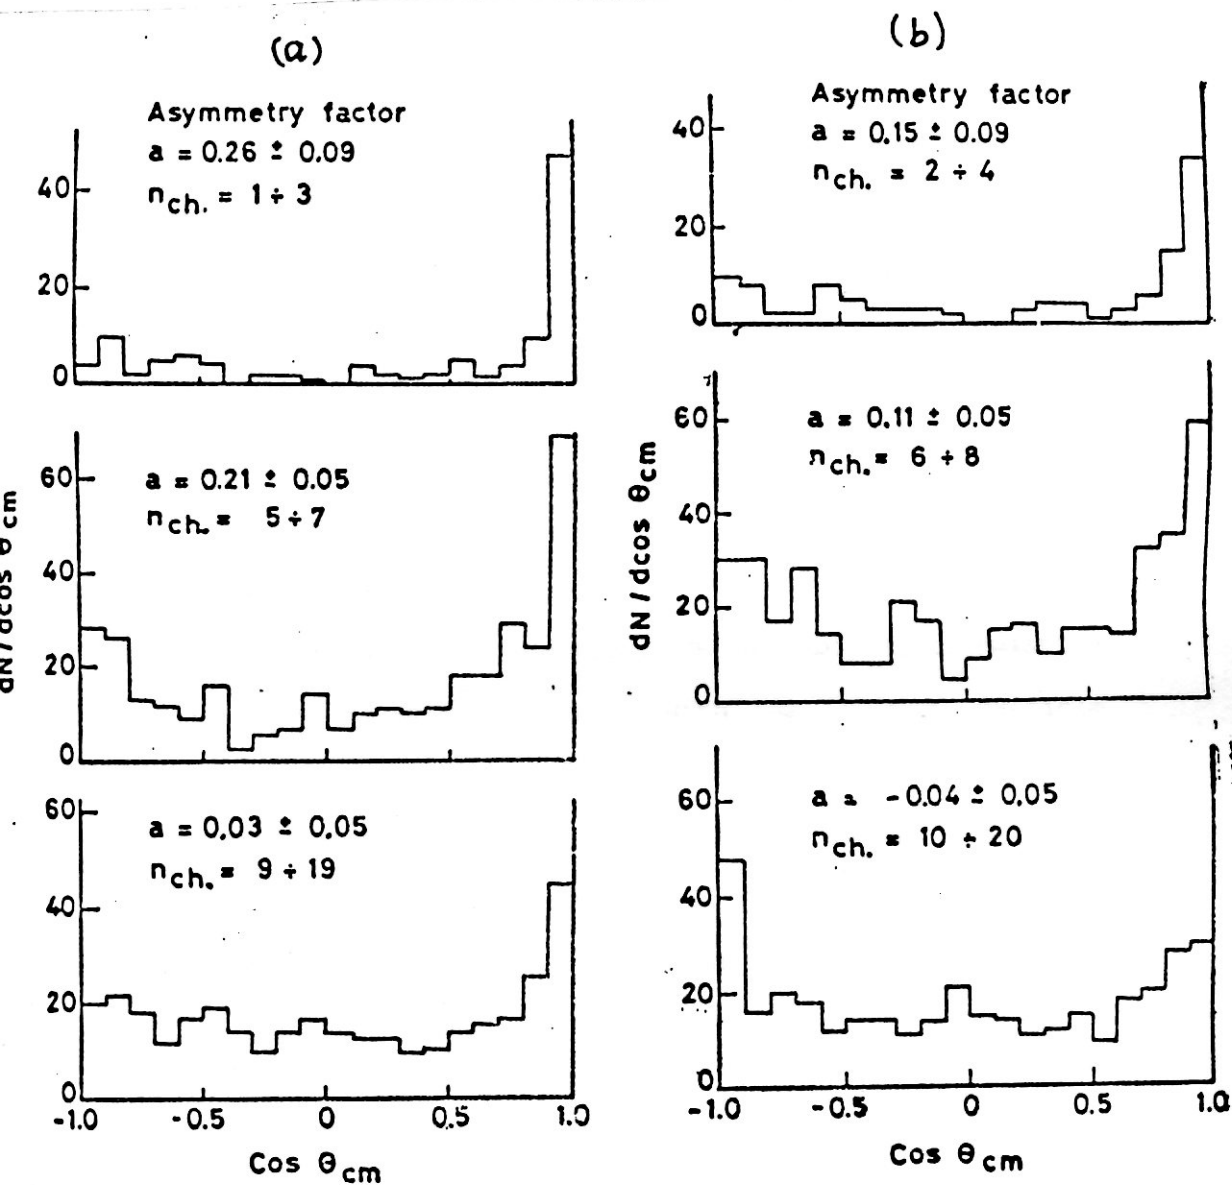 (a)
Asymmetry factor
a = 0.26 ± 0.09
nch. = 1 ÷ 3
40
20
0
a = 0.21 ± 0.05
nch. = 5 ÷ 7
60
40
20
0
dN/dcos θcm
a = 0.03 ± 0.05
nch. = 9 ÷ 19
60
40
20
0
-1.0 -0.5 0 0.5 1.0
Cos θcm
(b)
Asymmetry factor
a = 0.15 ± 0.09
nch. = 2 ÷ 4
40
20
0
a = 0.11 ± 0.05
nch. = 6 ÷ 8
60
40
20
0
dN/dcos θcm
a = -0.04 ± 0.05
nch. = 10 ÷ 20
60
40
20
0
-1.0 -0.5 0 0.5 1.0
Cos θcm